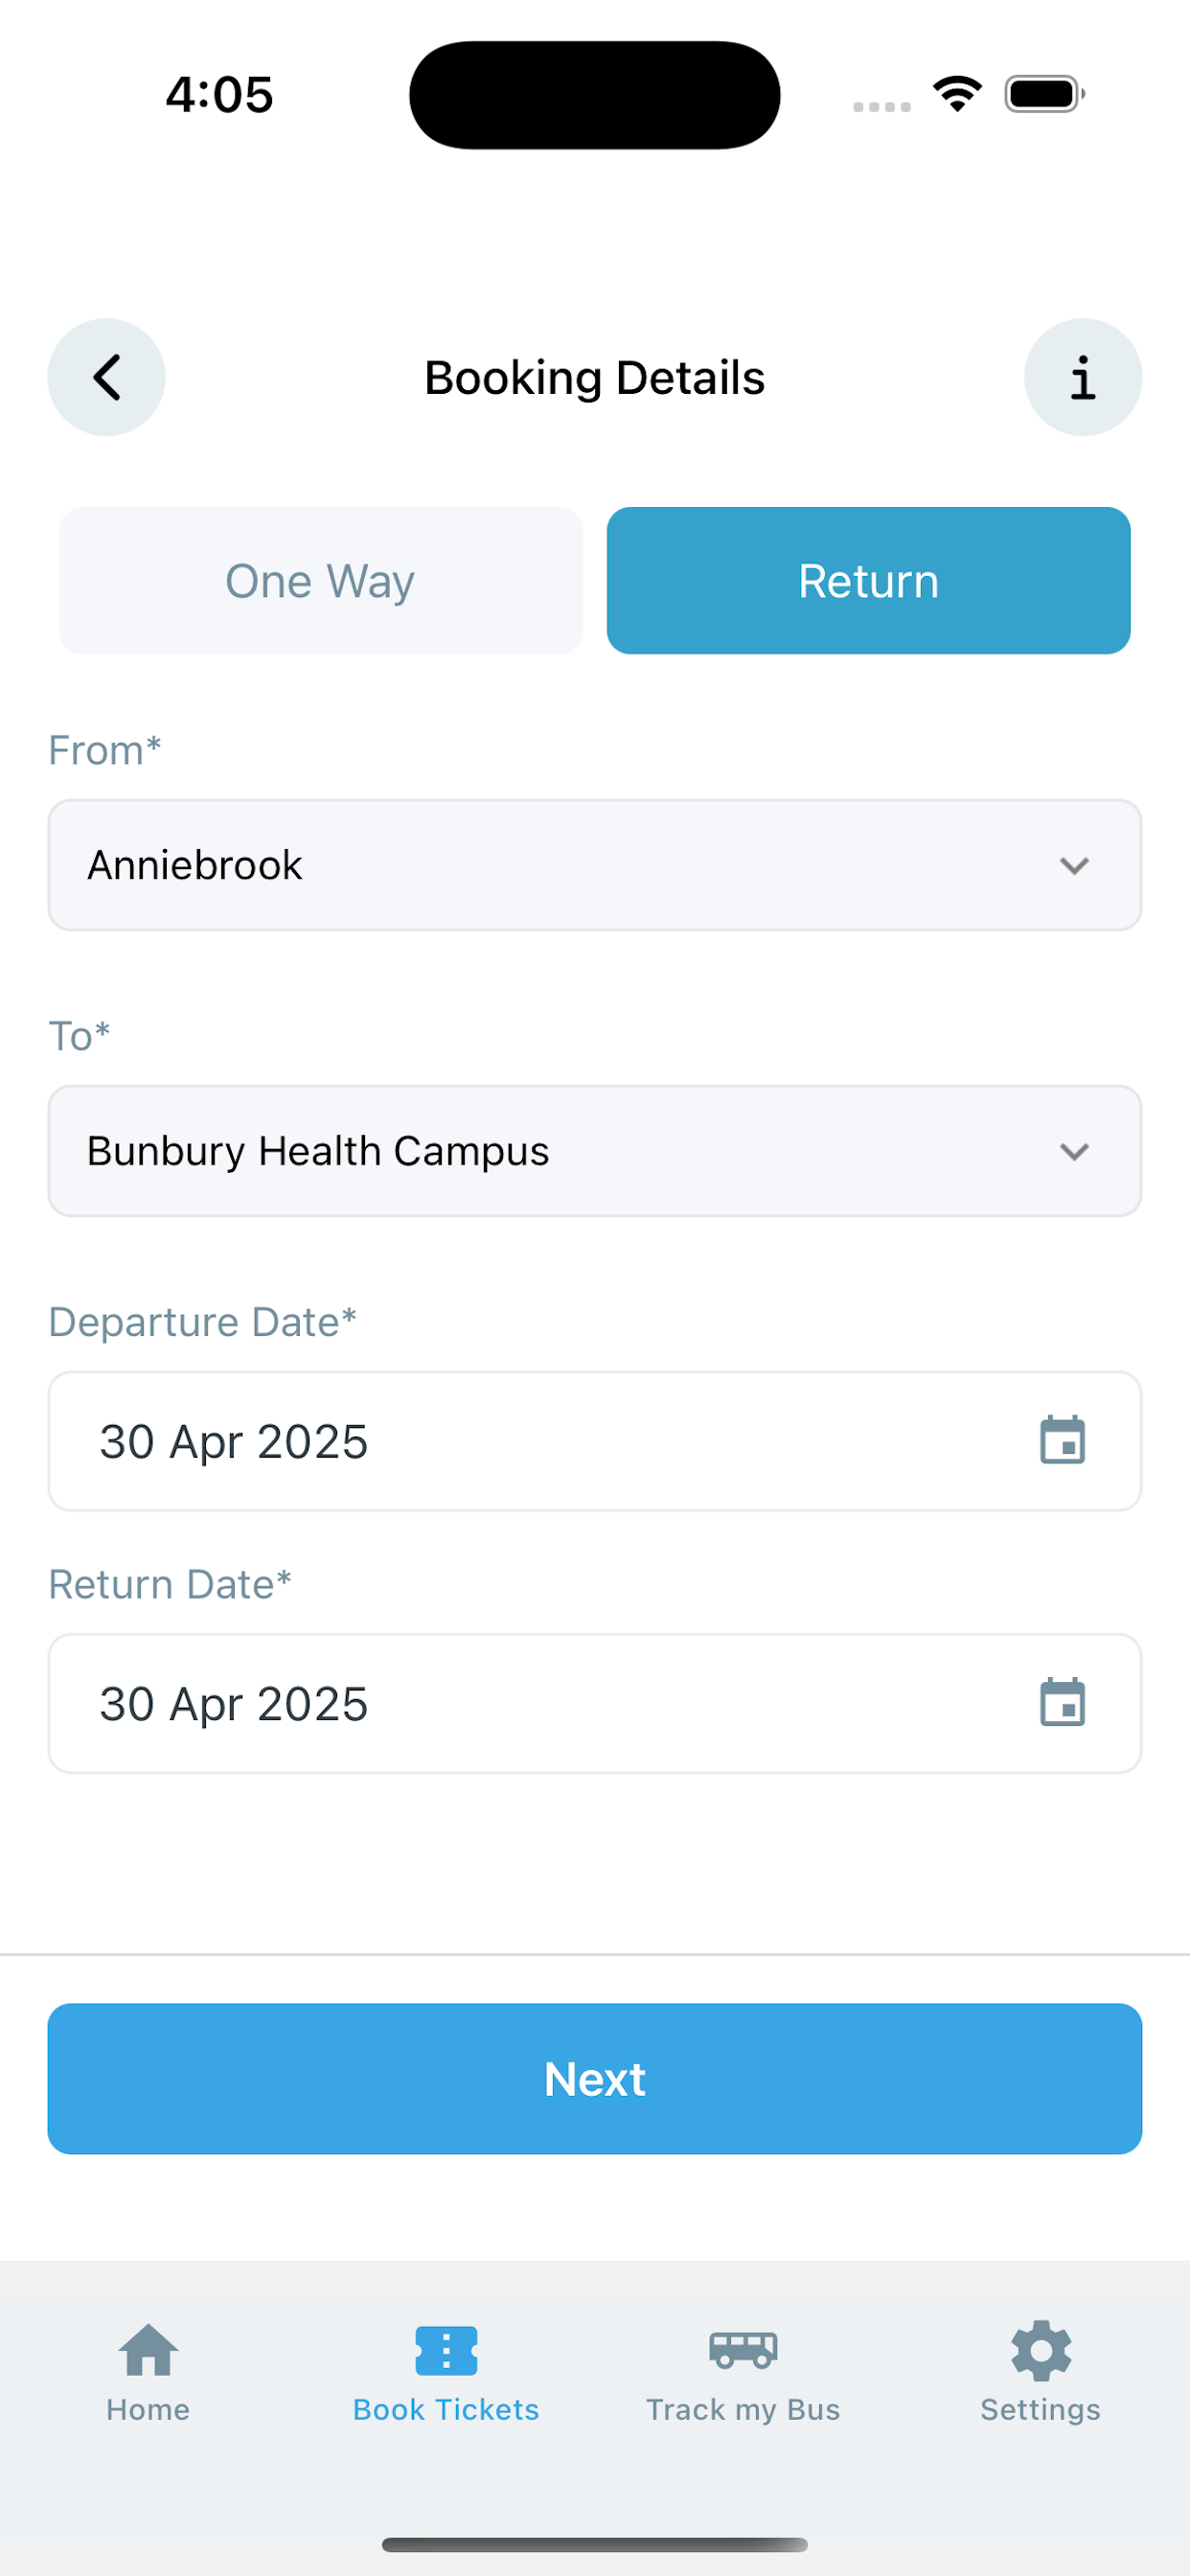 4:05
Booking Details
One Way
Return
From*
Anniebrook
To*
Bunbury Health Campus
Departure Date*
30 Apr 2025
Return Date*
30 Apr 2025
Next
Home
Book Tickets
Track my Bus
Settings